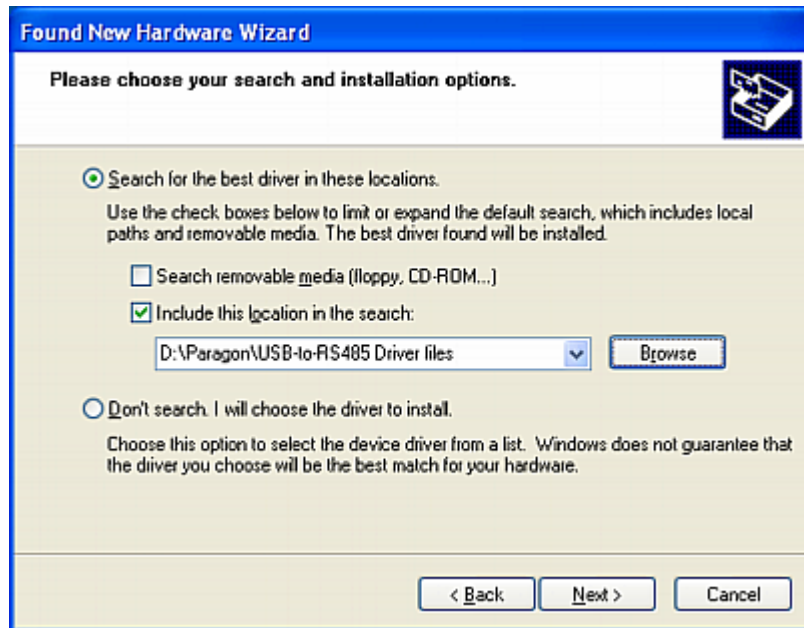 Found New Hardware Wizard
Please choose your search and installation options.
Search for the best driver in these locations.
Use the check boxes below to limit or expand the default search, which includes local
paths and removable media. The best driver found will be installed.
Search removable media (floppy, CD-ROM...)
Include this location in the search:
D:\Paragon\USB-to-RS485 Driver files
Browse
Don't search. I will choose the driver to install.
Choose this option to select the device driver from a list. Windows does not guarantee that
the driver you choose will be the best match for your hardware.
< Back Next > Cancel